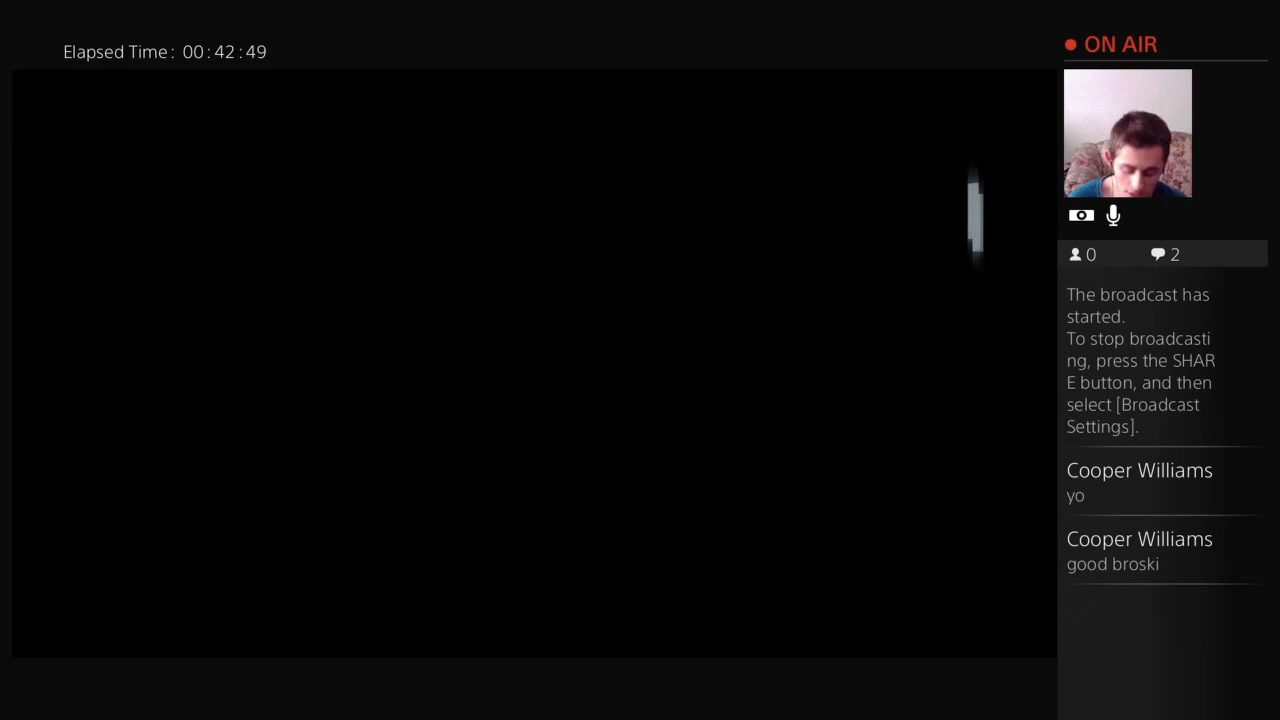 Elapsed Time: 00:42:49
ON AIR
0 2
The broadcast has
started.
To stop broadcasti
ng, press the SHAR
E button, and then
select [Broadcast
Settings].
Cooper Williams
yo
Cooper Williams
good broski